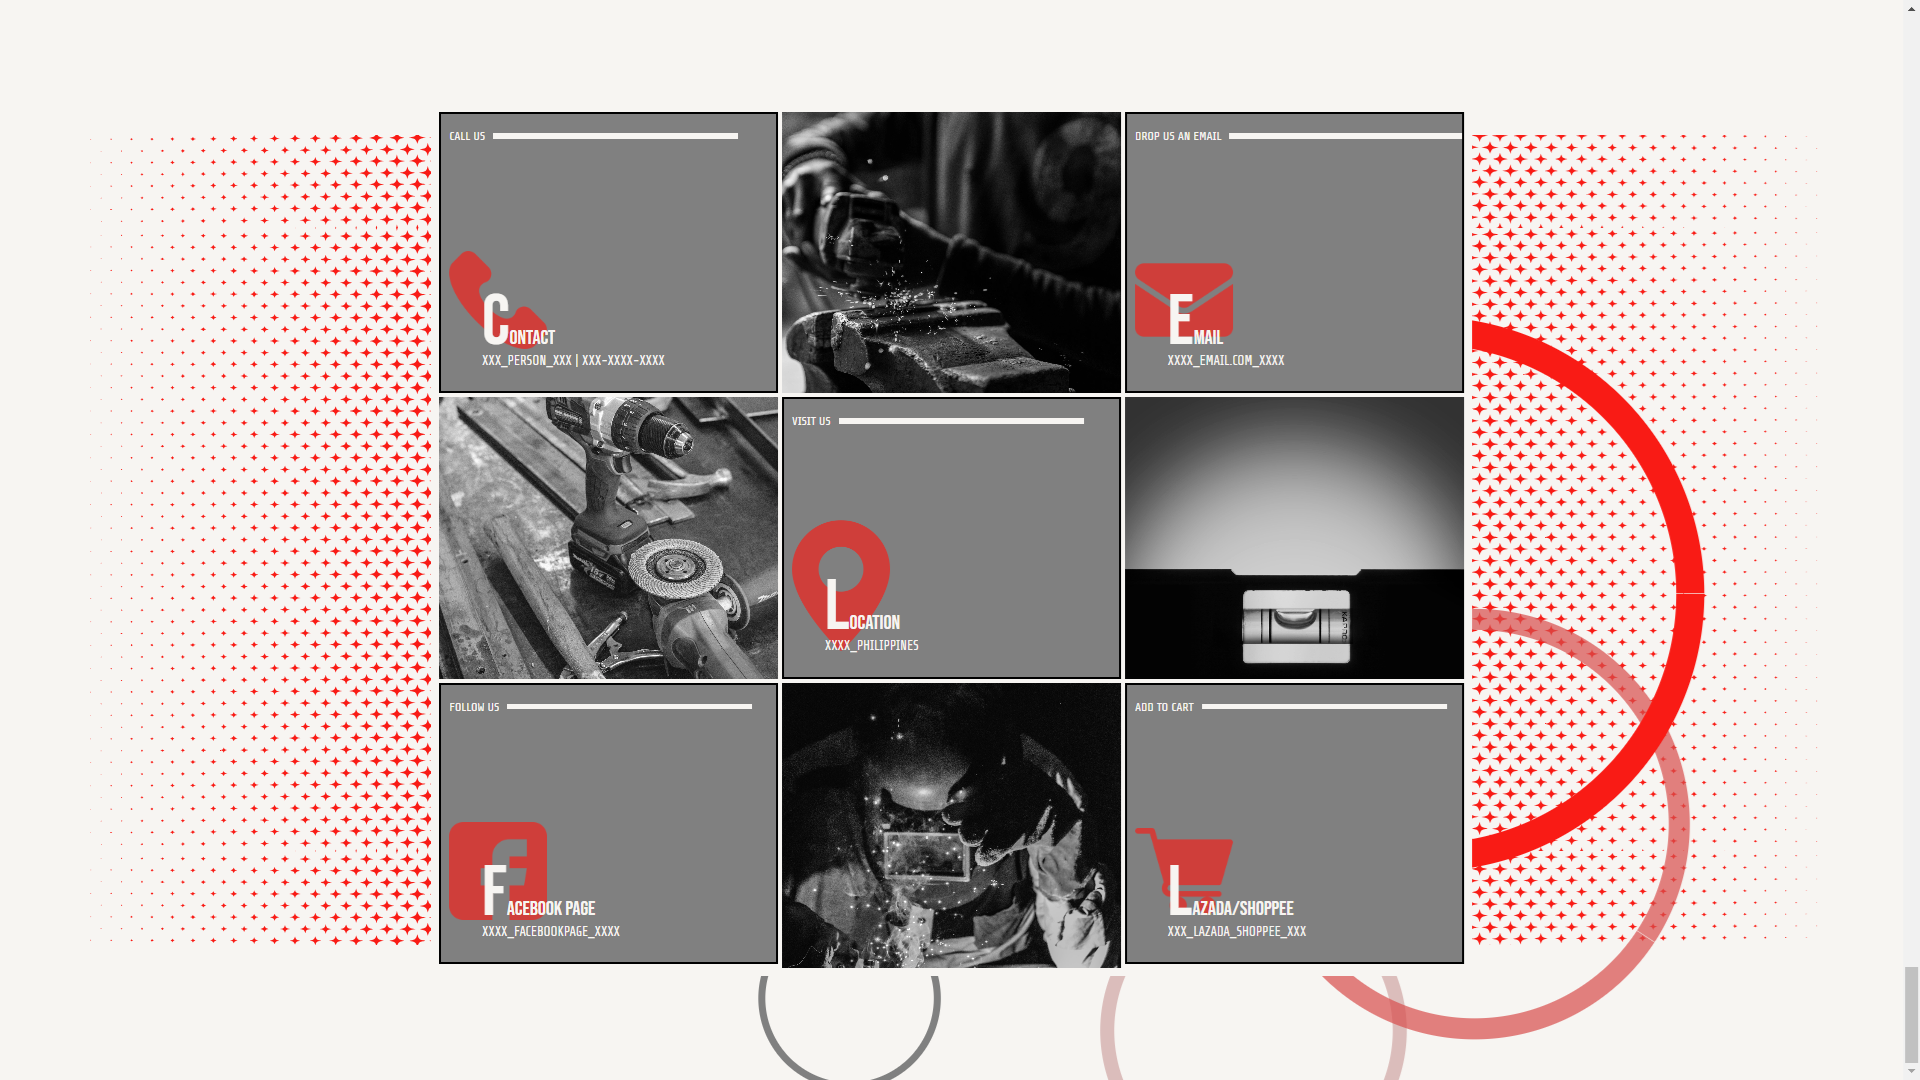 CALL US
CONTACT
XXX_PERSON_XXX | XXX-XXXX-XXXX
DROP US AN EMAIL
EMAIL
XXXX_EMAIL.COM_XXXX
VISIT US
LOCATION
XXXX_PHILIPPINES
FOLLOW US
FACEBOOK PAGE
XXXX_FACEBOOKPAGE_XXXX
ADD TO CART
LAZADA/SHOPPEE
XXX_LAZADA_SHOPPEE_XXX